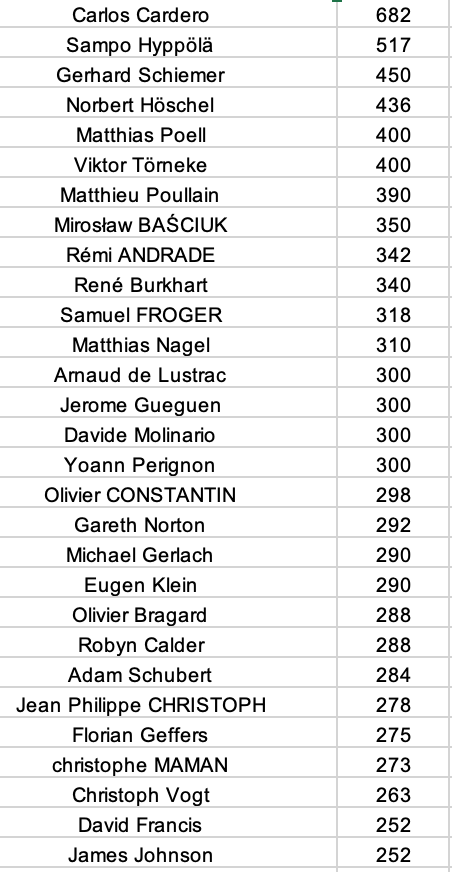 Carlos Cardero 682
Sampo Hyppölä 517
Gerhard Schiemer 450
Norbert Höschel 436
Matthias Poell 400
Viktor Törneke 400
Matthieu Poullain 390
Mirosław BAŚCIUK 350
Rémi ANDRADE 342
René Burkhart 340
Samuel FROGER 318
Matthias Nagel 310
Arnaud de Lustrac 300
Jerome Gueguen 300
Davide Molinario 300
Yoann Perignon 300
Olivier CONSTANTIN 298
Gareth Norton 292
Michael Gerlach 290
Eugen Klein 290
Olivier Bragard 288
Robyn Calder 288
Adam Schubert 284
Jean Philippe CHRISTOPH 278
Florian Geffers 275
christophe MAMAN 273
Christoph Vogt 263
David Francis 252
James Johnson 252